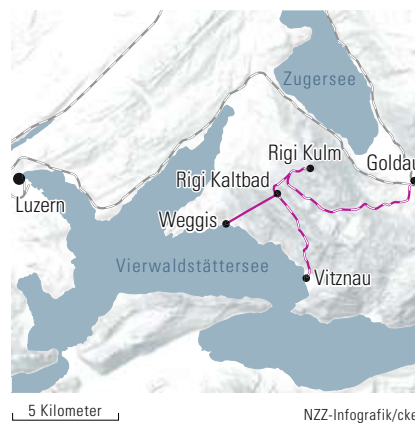 Zugersee
Rigi Kulm
Goldau
Rigi Kaltbad
Luzern
Weggis
Vierwaldstättersee
Vitznau
5 Kilometer
NZZ-Infografik/cke